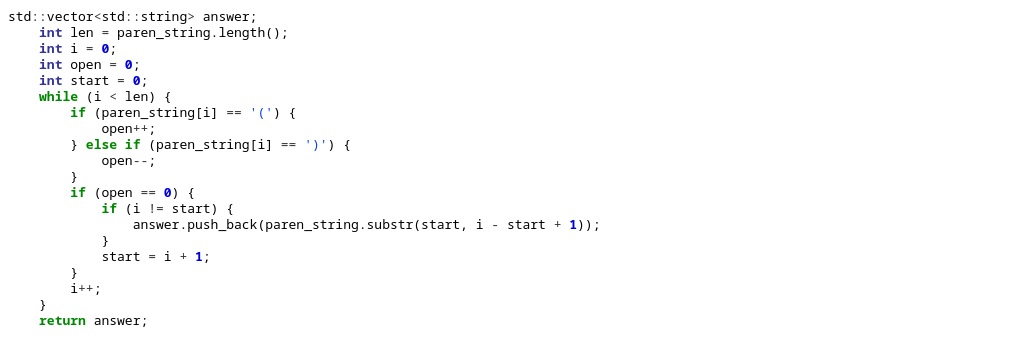 std::vector<std::string> answer;
    int len = paren_string.length();
    int i = 0;
    int open = 0;
    int start = 0;
    while (i < len) {
        if (paren_string[i] == '(') {
            open++;
        } else if (paren_string[i] == ')') {
            open--;
        }
        if (open == 0) {
            if (i != start) {
                answer.push_back(paren_string.substr(start, i - start + 1));
            }
            start = i + 1;
        }
        i++;
    }
    return answer;